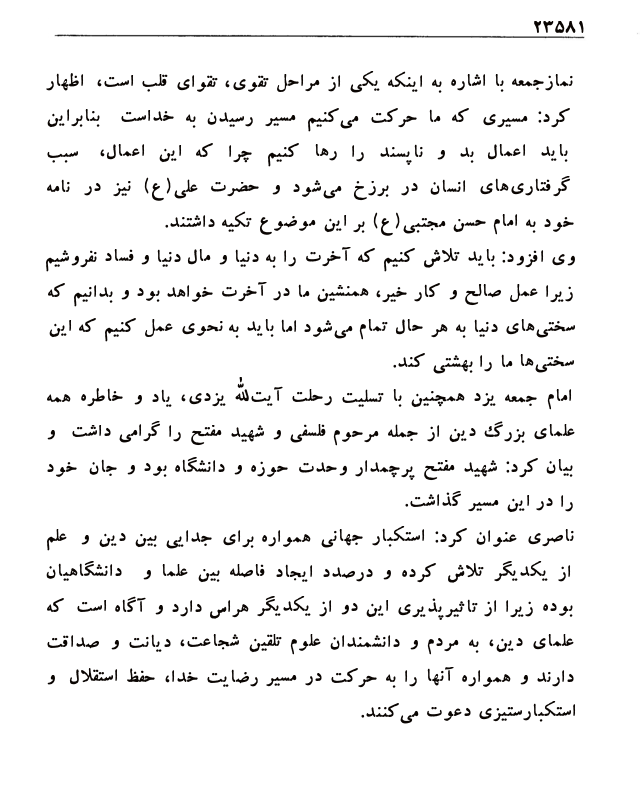 ۲۳۵۸۱
نمازجمعه با اشاره به اینکه یکی از مراحل تقوی، تقوای قلب است، اظهار
کرد: مسیری که ما حرکت می‌کنیم مسیر رسیدن به خداست بنابراین
باید اعمال بد و ناپسند را رها کنیم چرا که این اعمال، سبب
گرفتاری‌های انسان در برزخ می‌شود و حضرت علی(ع) نیز در نامه
خود به امام حسن مجتبی(ع) بر این موضوع تکیه داشتند.
وی افزود: باید تلاش کنیم که آخرت را به دنیا و مال دنیا و فساد نفروشیم
زیرا عمل صالح و کار خیر، همنشین ما در آخرت خواهد بود و بدانیم که
سختی‌های دنیا به هر حال تمام می‌شود اما باید به نحوی عمل کنیم که این
سختی‌ها ما را بهشتی کند.
امام جمعه یزد همچنین با تسلیت رحلت آیت‌الله یزدی، یاد و خاطره همه
علمای بزرگ دین از جمله مرحوم فلسفی و شهید مفتح را گرامی داشت و
بیان کرد: شهید مفتح پرچمدار وحدت حوزه و دانشگاه بود و جان خود
را در این مسیر گذاشت.
ناصری عنوان کرد: استکبار جهانی همواره برای جدایی بین دین و علم
از یکدیگر تلاش کرده و درصدد ایجاد فاصله بین علما و دانشگاهیان
بوده زیرا از تاثیرپذیری این دو از یکدیگر هراس دارد و آگاه است که
علمای دین، به مردم و دانشمندان علوم تلقین شجاعت، دیانت و صداقت
دارند و همواره آنها را به حرکت در مسیر رضایت خدا، حفظ استقلال و
استکبارستیزی دعوت می‌کنند.